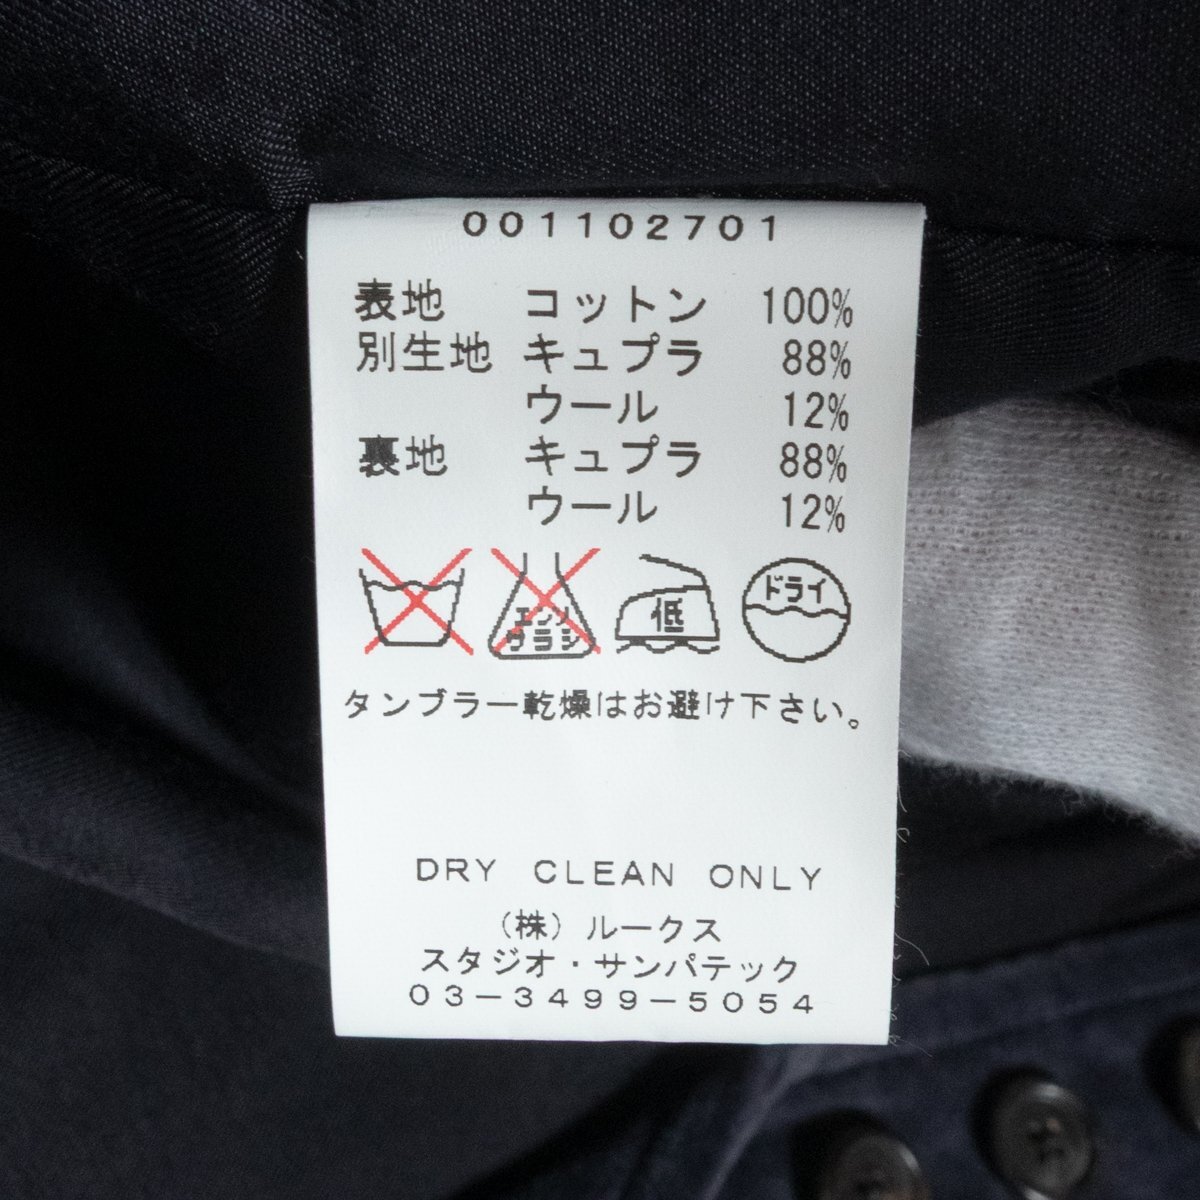 001102701
表地 コットン 100%
別生地 キュプラ 88%
ウール 12%
裏地 キュプラ 88%
ウール 12%
エンソ
サラシ
低
ドライ
タンブラー乾燥はお避け下さい。
DRY CLEAN ONLY
(株)ルークス
スタジオ・サンパテック
03-3499-5054